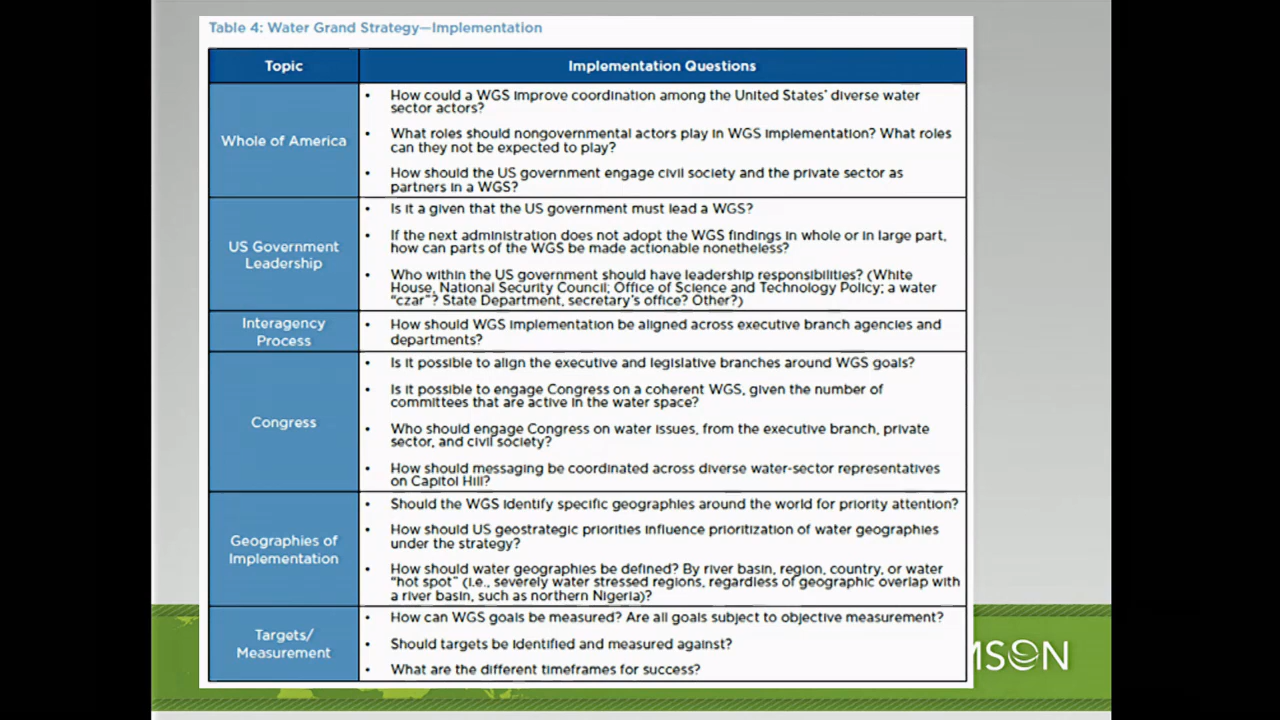 Table 4: Water Grand Strategy—Implementation
Topic
Implementation Questions
Whole of America
• How could a WGS improve coordination among the United States' diverse water
sector actors?
• What roles should nongovernmental actors play in WGS implementation? What roles
can they not be expected to play?
• How should the US government engage civil society and the private sector as
partners in a WGS?
US Government
Leadership
• Is it a given that the US government must lead a WGS?
• If the next administration does not adopt the WGS findings in whole or in large part,
how can parts of the WGS be made actionable nonetheless?
• Who within the US government should have leadership responsibilities? (White
House, National Security Council; Office of Science and Technology Policy; a water
"czar"? State Department, secretary's office? Other?)
Interagency
Process
• How should WGS implementation be aligned across executive branch agencies and
departments?
Congress
• Is it possible to align the executive and legislative branches around WGS goals?
• Is it possible to engage Congress on a coherent WGS, given the number of
committees that are active in the water space?
• Who should engage Congress on water issues, from the executive branch, private
sector, and civil society?
• How should messaging be coordinated across diverse water-sector representatives
on Capitol Hill?
Geographies of
Implementation
• Should the WGS identify specific geographies around the world for priority attention?
• How should US geostrategic priorities influence prioritization of water geographies
under the strategy?
• How should water geographies be defined? By river basin, region, country, or water
"hot spot" (i.e., severely water stressed regions, regardless of geographic overlap with
a river basin, such as northern Nigeria)?
Targets/
Measurement
• How can WGS goals be measured? Are all goals subject to objective measurement?
• Should targets be identified and measured against?
• What are the different timeframes for success?
MSON